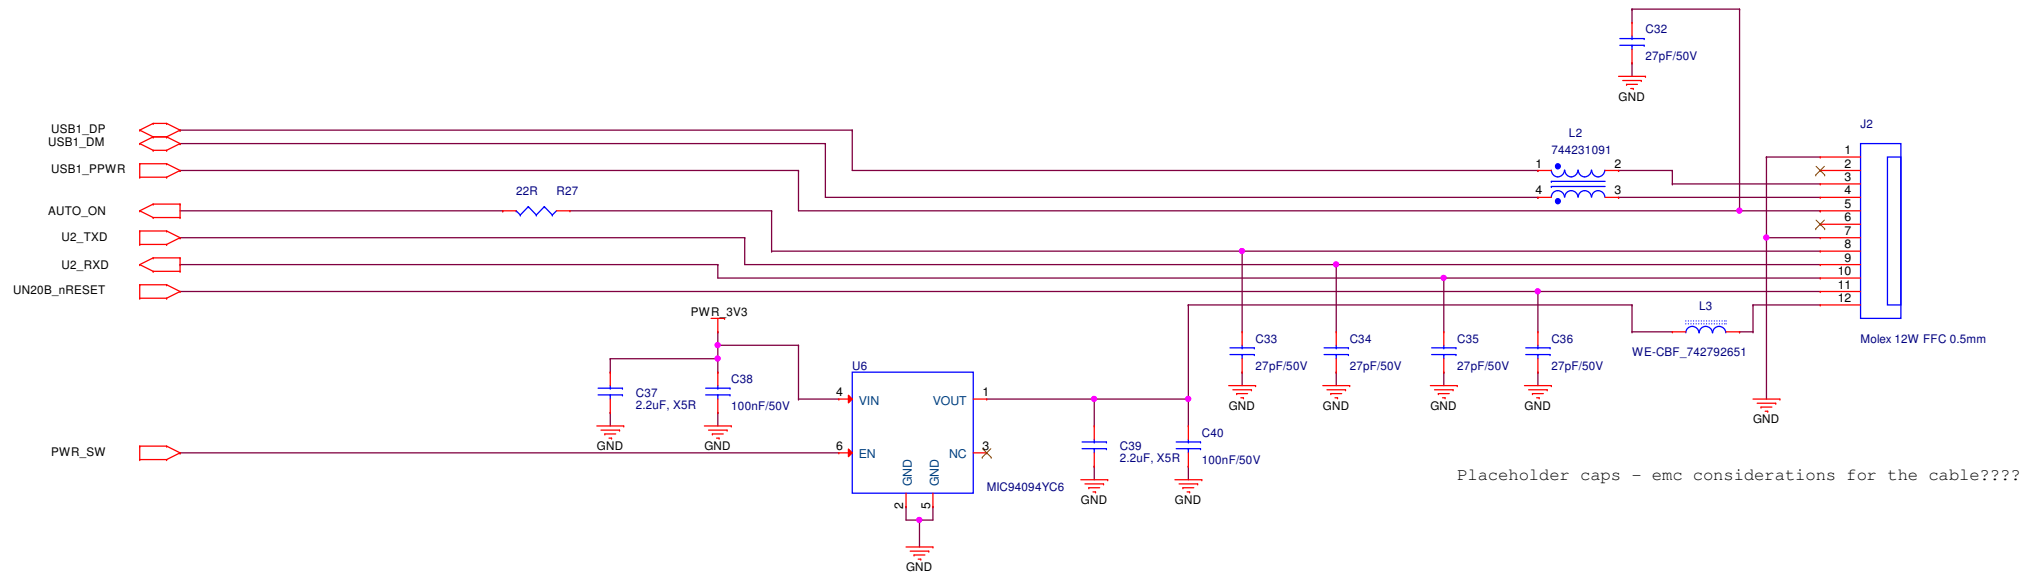 C32
27pF/50V
GND
J2
USB1_DP
USB1_DM
USB1_PPWR
AUTO_ON
U2_TXD
U2_RXD
UN20B_nRESET
22R R27
L2
744231091
1 2
4 3
1
2
3
4
5
6
7
8
9
10
11
12
Molex 12W FFC 0.5mm
L3
WE-CBF_742792651
GND
C33
27pF/50V
GND
C34
27pF/50V
GND
C35
27pF/50V
GND
C36
27pF/50V
GND
PWR_3V3
C37
2.2uF, X5R
GND
C38
100nF/50V
GND
U6
4 VIN VOUT 1
6 EN NC 3
GND GND
2 5
MIC94094YC6
GND
PWR_SW
C39
2.2uF, X5R
GND
C40
100nF/50V
GND
Placeholder caps - emc considerations for the cable????